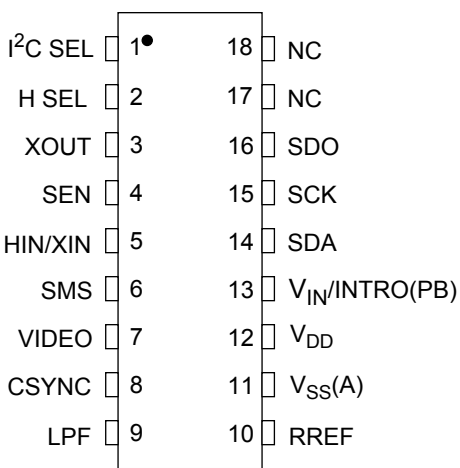 I²C SEL 1 18 NC
H SEL 2 17 NC
XOUT 3 16 SDO
SEN 4 15 SCK
HIN/XIN 5 14 SDA
SMS 6 13 VIN/INTRO(PB)
VIDEO 7 12 VDD
CSYNC 8 11 VSS(A)
LPF 9 10 RREF